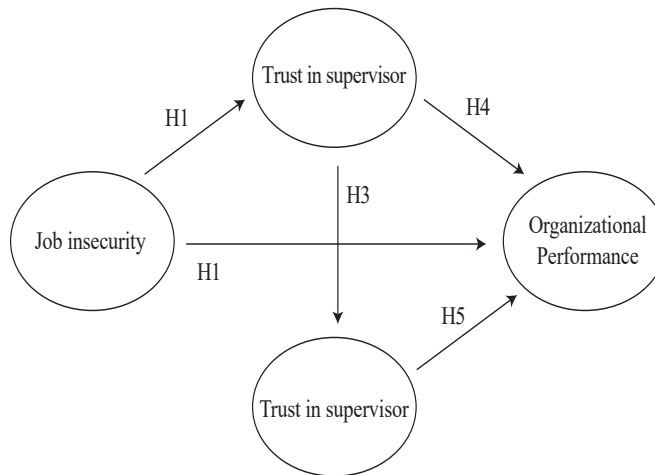 Trust in supervisor
H1
H4
H3
Job insecurity
Organizational
Performance
H1
H5
Trust in supervisor